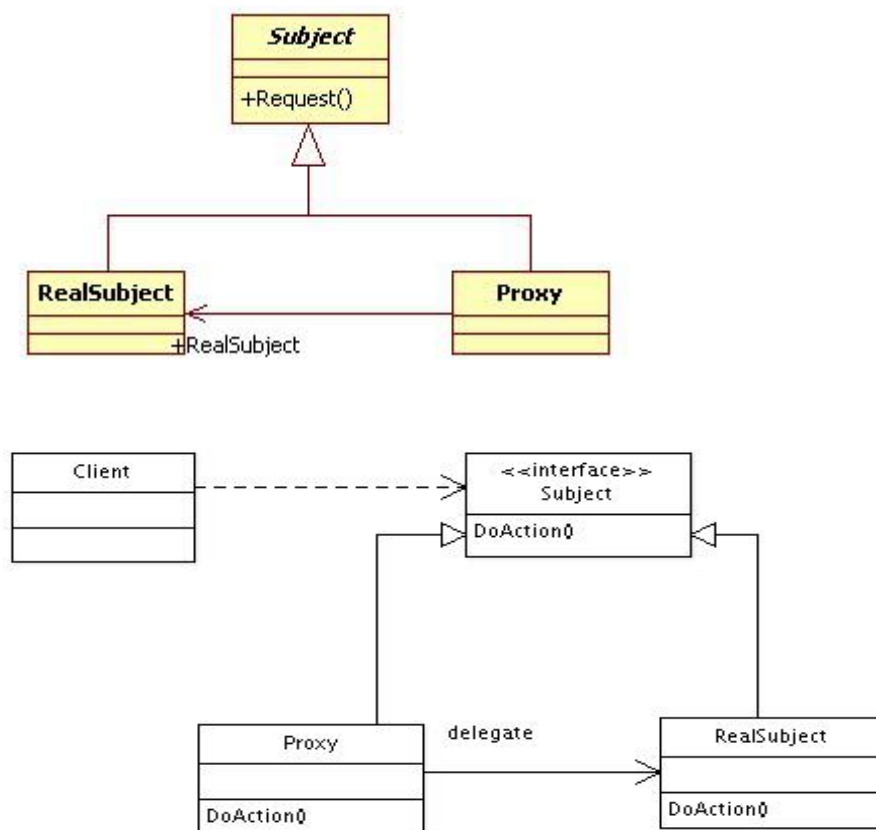 Subject
+Request()
RealSubject
Proxy
+RealSubject
Client
<<interface>>
Subject
DoAction()
delegate
Proxy
RealSubject
DoAction()
DoAction()